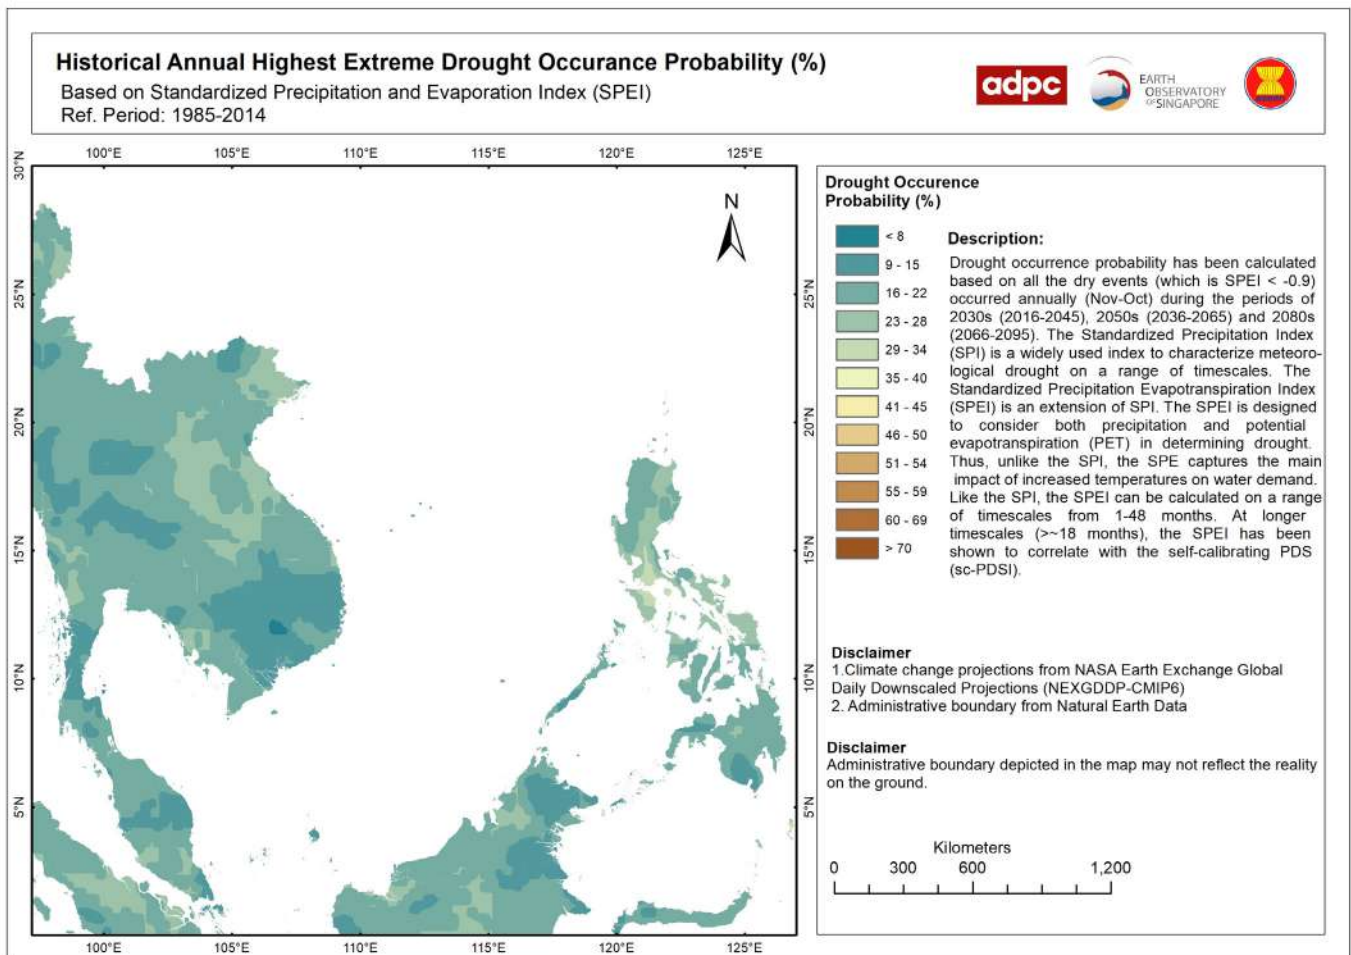 Historical Annual Highest Extreme Drought Occurance Probability (%)
Based on Standardized Precipitation and Evaporation Index (SPEI)
Ref. Period: 1985-2014
adpc
EARTH
OBSERVATORY
OF SINGAPORE
100°E 105°E 110°E 115°E 120°E 125°E
30°N
25°N 25°N
20°N 20°N
15°N 15°N
10°N 10°N
5°N 5°N
100°E 105°E 110°E 115°E 120°E 125°E
N
Drought Occurence
Probability (%)
< 8
9 - 15
16 - 22
23 - 28
29 - 34
35 - 40
41 - 45
46 - 50
51 - 54
55 - 59
60 - 69
> 70
Description:
Drought occurrence probability has been calculated
based on all the dry events (which is SPEI < -0.9)
occurred annually (Nov-Oct) during the periods of
2030s (2016-2045), 2050s (2036-2065) and 2080s
(2066-2095). The Standardized Precipitation Index
(SPI) is a widely used index to characterize meteoro-
logical drought on a range of timescales. The
Standardized Precipitation Evapotranspiration Index
(SPEI) is an extension of SPI. The SPEI is designed
to consider both precipitation and potential
evapotranspiration (PET) in determining drought.
Thus, unlike the SPI, the SPE captures the main
impact of increased temperatures on water demand.
Like the SPI, the SPEI can be calculated on a range
of timescales from 1-48 months. At longer
timescales (>~18 months), the SPEI has been
shown to correlate with the self-calibrating PDS
(sc-PDSI).
Disclaimer
1.Climate change projections from NASA Earth Exchange Global
Daily Downscaled Projections (NEXGDDP-CMIP6)
2. Administrative boundary from Natural Earth Data
Disclaimer
Administrative boundary depicted in the map may not reflect the reality
on the ground.
Kilometers
0 300 600 1,200